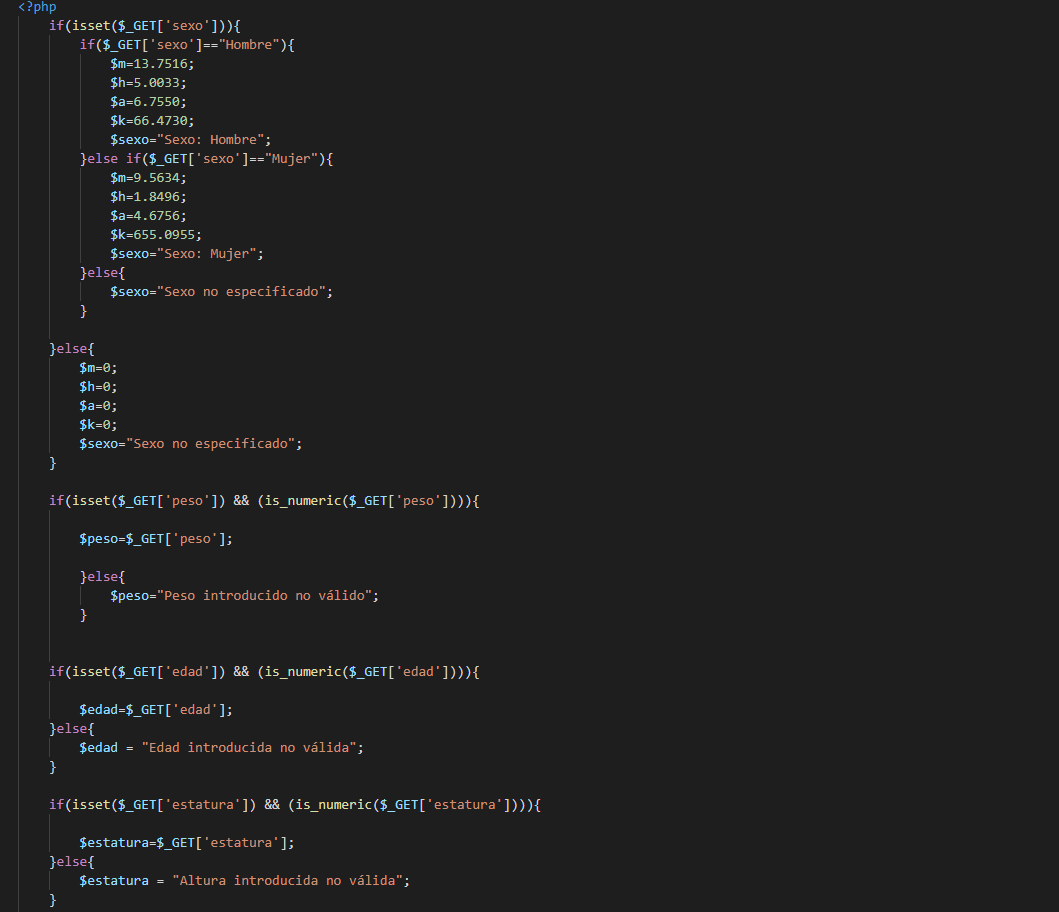 <?php
if(isset($_GET['sexo'])){
if($_GET['sexo']=="Hombre"){
$m=13.7516;
$h=5.0033;
$a=6.7550;
$k=66.4730;
$sexo="Sexo: Hombre";
}else if($_GET['sexo']=="Mujer"){
$m=9.5634;
$h=1.8496;
$a=4.6756;
$k=655.0955;
$sexo="Sexo: Mujer";
}else{
$sexo="Sexo no especificado";
}
}else{
$m=0;
$h=0;
$a=0;
$k=0;
$sexo="Sexo no especificado";
}
if(isset($_GET['peso']) && (is_numeric($_GET['peso']))){
$peso=$_GET['peso'];
}else{
$peso="Peso introducido no válido";
}
if(isset($_GET['edad']) && (is_numeric($_GET['edad']))){
$edad=$_GET['edad'];
}else{
$edad = "Edad introducida no válida";
}
if(isset($_GET['estatura']) && (is_numeric($_GET['estatura']))){
$estatura=$_GET['estatura'];
}else{
$estatura = "Altura introducida no válida";
}